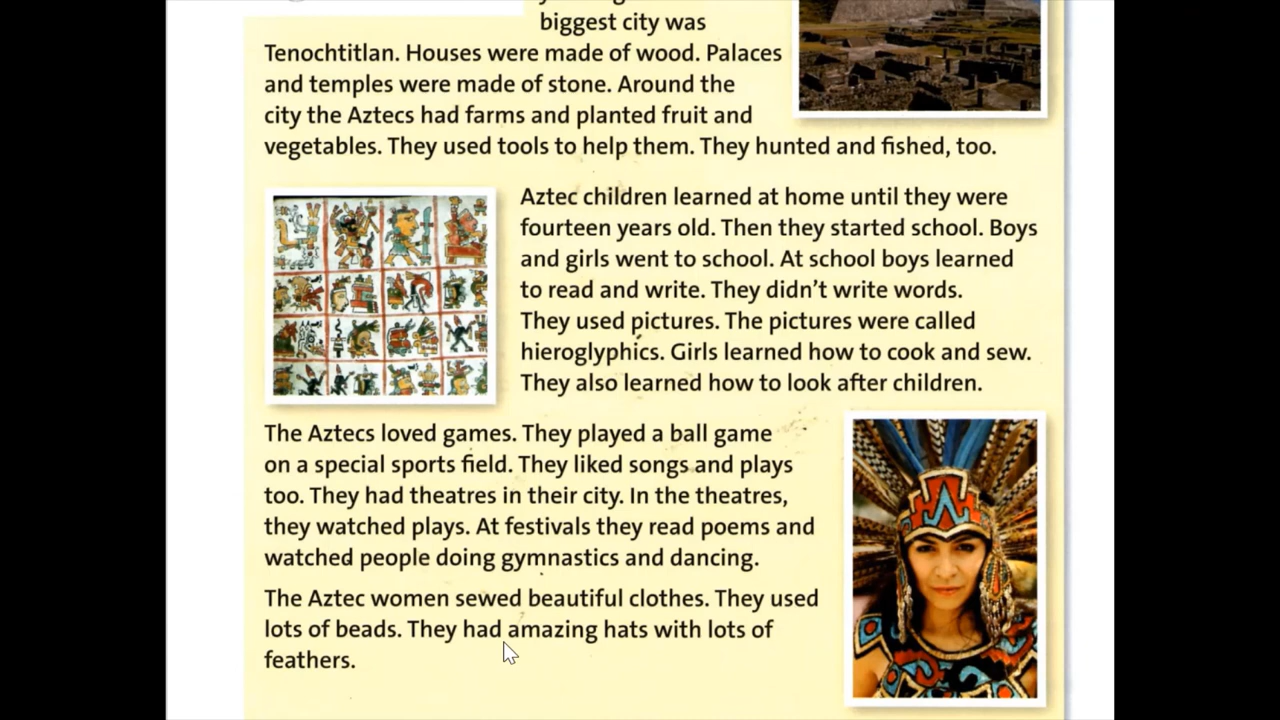 biggest city was
Tenochtitlan. Houses were made of wood. Palaces
and temples were made of stone. Around the
city the Aztecs had farms and planted fruit and
vegetables. They used tools to help them. They hunted and fished, too.
Aztec children learned at home until they were
fourteen years old. Then they started school. Boys
and girls went to school. At school boys learned
to read and write. They didn't write words.
They used pictures. The pictures were called
hieroglyphics. Girls learned how to cook and sew.
They also learned how to look after children.
The Aztecs loved games. They played a ball game
on a special sports field. They liked songs and plays
too. They had theatres in their city. In the theatres,
they watched plays. At festivals they read poems and
watched people doing gymnastics and dancing.
The Aztec women sewed beautiful clothes. They used
lots of beads. They had amazing hats with lots of
feathers.